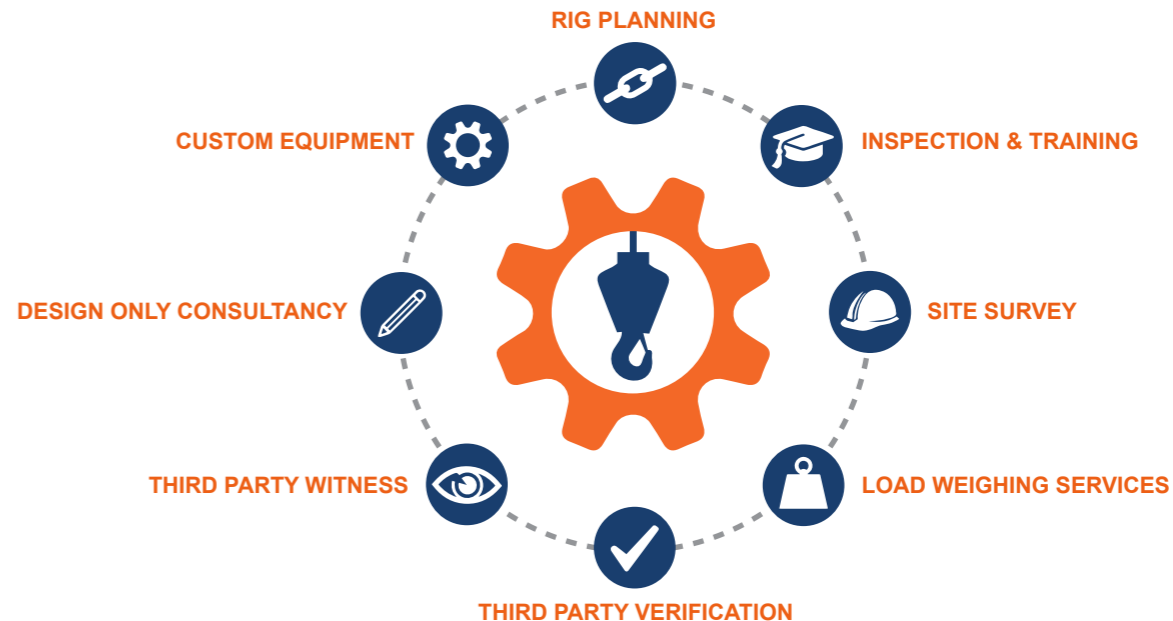 RIG PLANNING
CUSTOM EQUIPMENT
INSPECTION & TRAINING
DESIGN ONLY CONSULTANCY
SITE SURVEY
THIRD PARTY WITNESS
LOAD WEIGHING SERVICES
THIRD PARTY VERIFICATION